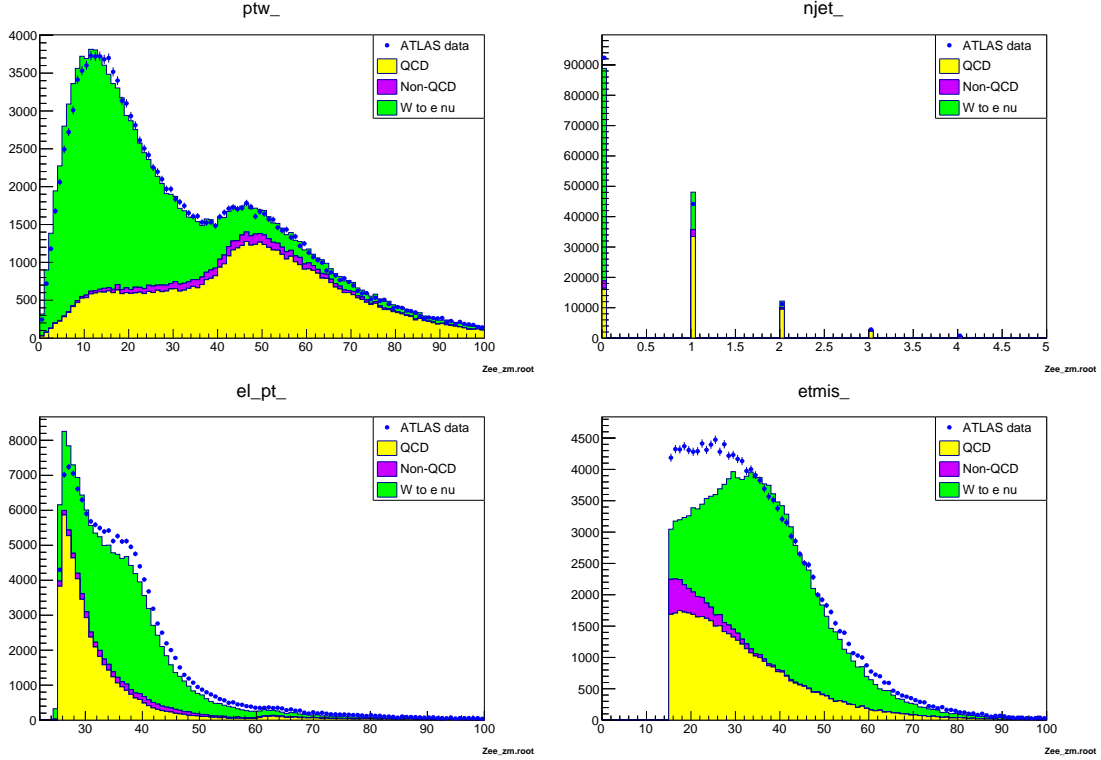 ptw_
ATLAS data
QCD
Non-QCD
W to e nu
4000
3500
3000
2500
2000
1500
1000
500
0
0 10 20 30 40 50 60 70 80 90 100
Zee_zm.root
njet_
ATLAS data
QCD
Non-QCD
W to e nu
90000
80000
70000
60000
50000
40000
30000
20000
10000
0
0 0.5 1 1.5 2 2.5 3 3.5 4 4.5 5
Zee_zm.root
el_pt_
ATLAS data
QCD
Non-QCD
W to e nu
8000
7000
6000
5000
4000
3000
2000
1000
0
30 40 50 60 70 80 90 100
Zee_zm.root
etmis_
ATLAS data
QCD
Non-QCD
W to e nu
4500
4000
3500
3000
2500
2000
1500
1000
500
0
0 10 20 30 40 50 60 70 80 90 100
Zee_zm.root